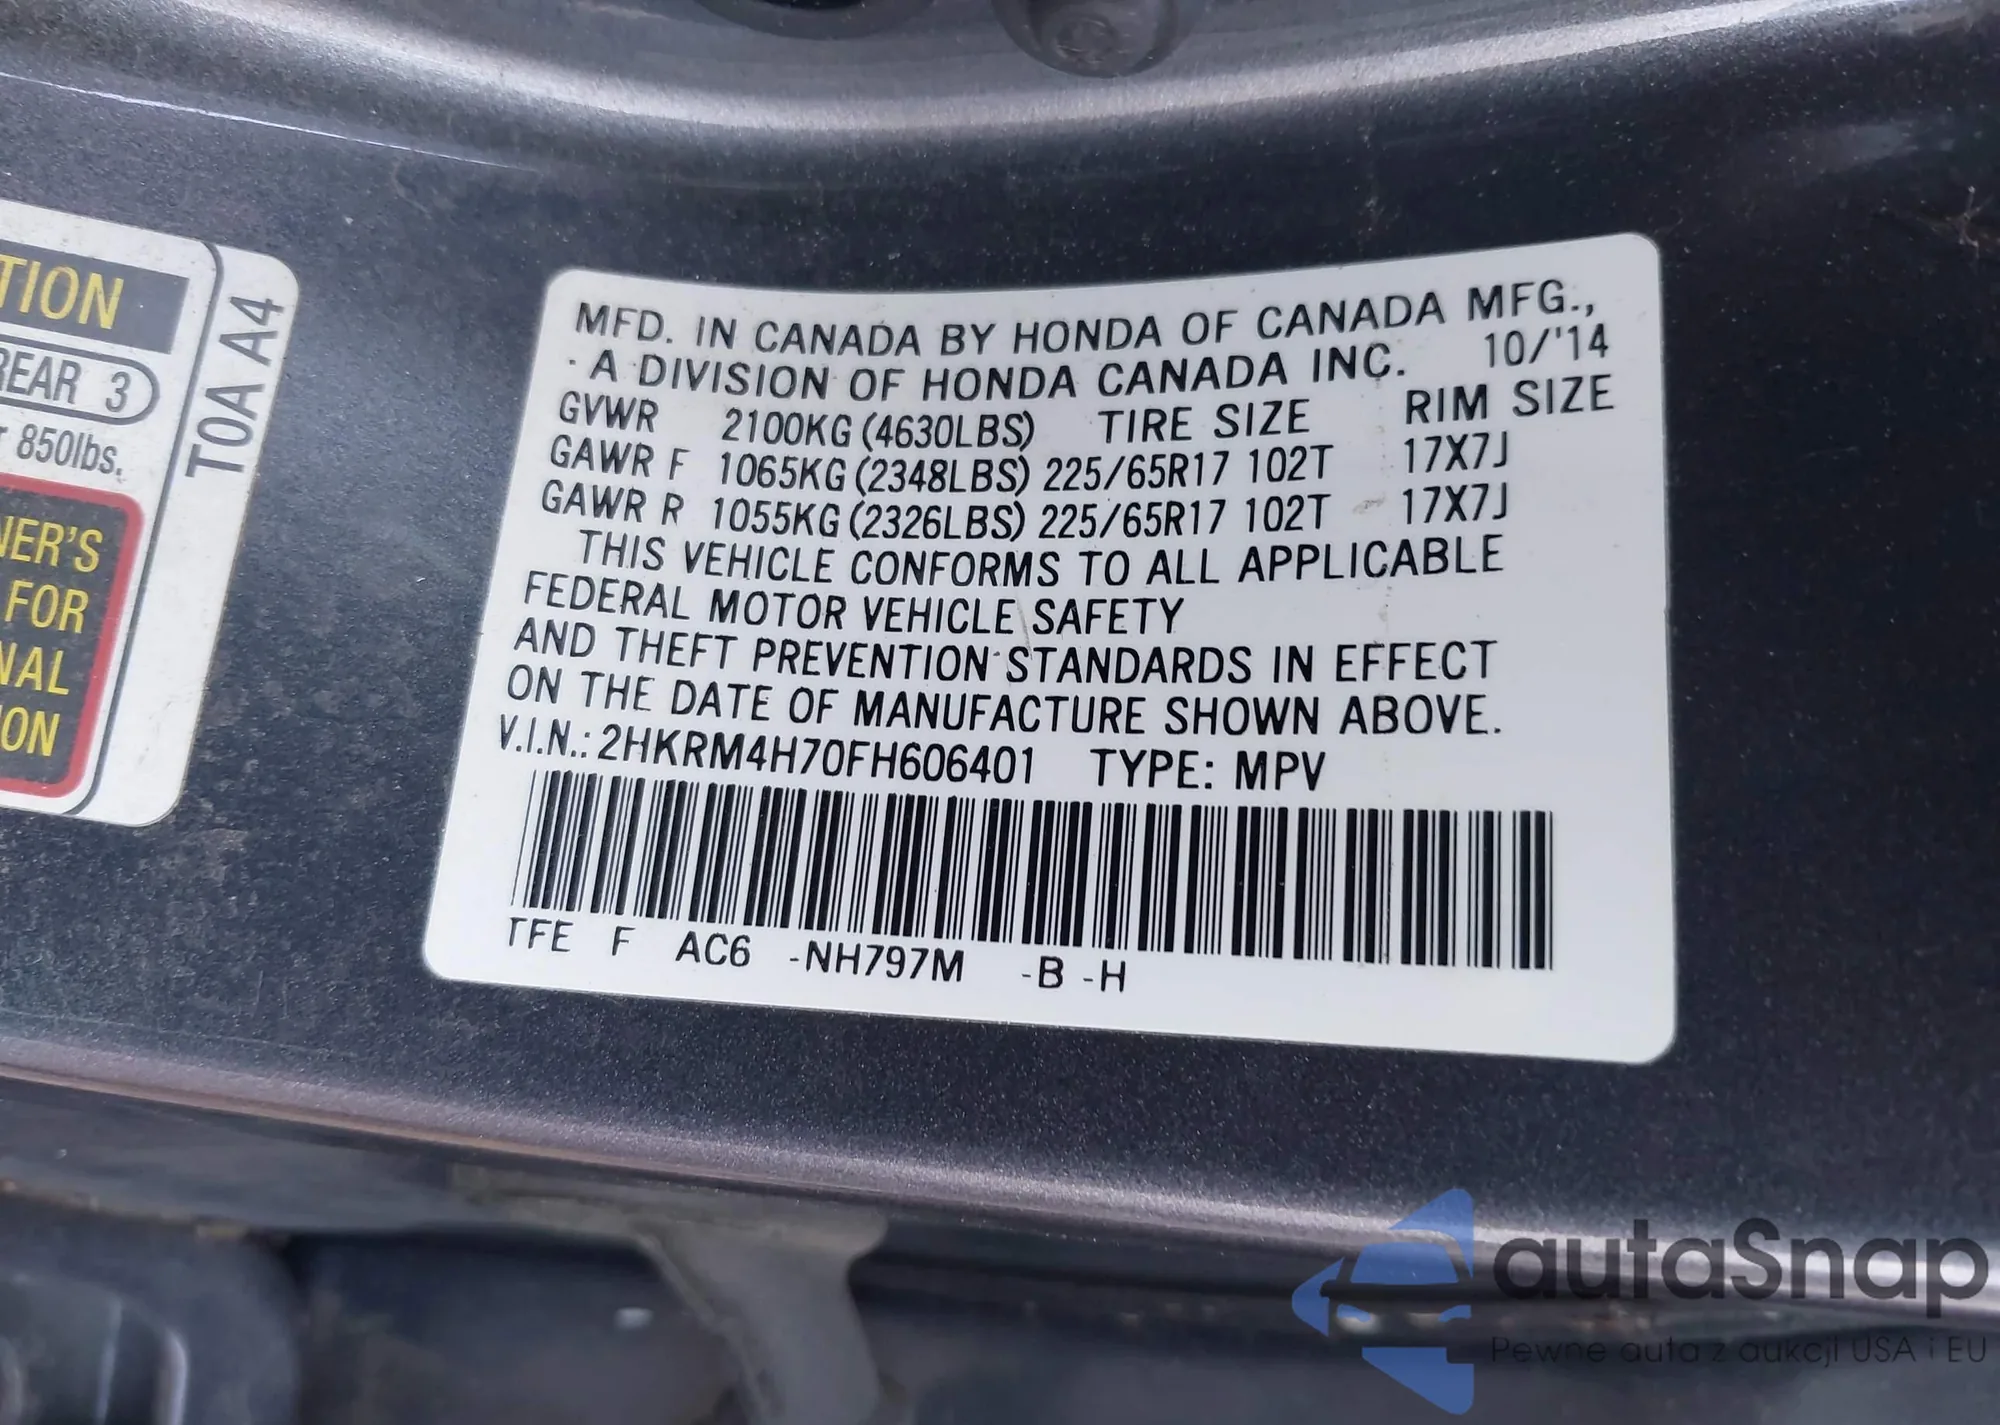 TION
REAR 3
850lbs.
NER'S
FOR
NAL
ION
T0A A4
MFD. IN CANADA BY HONDA OF CANADA MFG.,
A DIVISION OF HONDA CANADA INC. 10/'14
GVWR 2100KG (4630LBS) TIRE SIZE RIM SIZE
GAWR F 1065KG (2348LBS) 225/65R17 102T 17X7J
GAWR R 1055KG (2326LBS) 225/65R17 102T 17X7J
THIS VEHICLE CONFORMS TO ALL APPLICABLE
FEDERAL MOTOR VEHICLE SAFETY
AND THEFT PREVENTION STANDARDS IN EFFECT
ON THE DATE OF MANUFACTURE SHOWN ABOVE.
V.I.N.: 2HKRM4H70FH606401 TYPE: MPV
TFE F AC6 -NH797M -B -H
autaSnap
Pewne auta z aukcji USA i EU